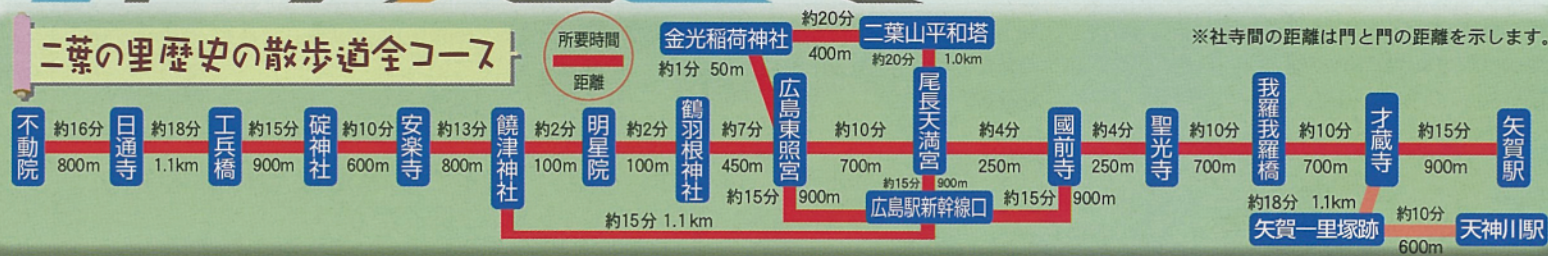 二葉の里歴史の散歩道全コース
所要時間
距離
※社寺間の距離は門と門の距離を示します。
金光稲荷神社
約20分
400m
二葉山平和塔
約1分 50m
約20分 1.0km
不動院
約16分
800m
日通寺
約18分
1.1km
工兵橋
約15分
900m
碇神社
約10分
600m
安楽寺
約13分
800m
饒津神社
約2分
100m
明星院
約2分
100m
鶴羽根神社
約7分
450m
広島東照宮
約10分
700m
尾長天満宮
約4分
250m
國前寺
約4分
250m
聖光寺
約10分
700m
我羅我羅橋
約10分
700m
才蔵寺
約15分
900m
矢賀駅
約15分 900m
約15分 900m
広島駅新幹線口
約15分 900m
約15分 1.1km
約18分 1.1km
矢賀一里塚跡
約10分
600m
天神川駅